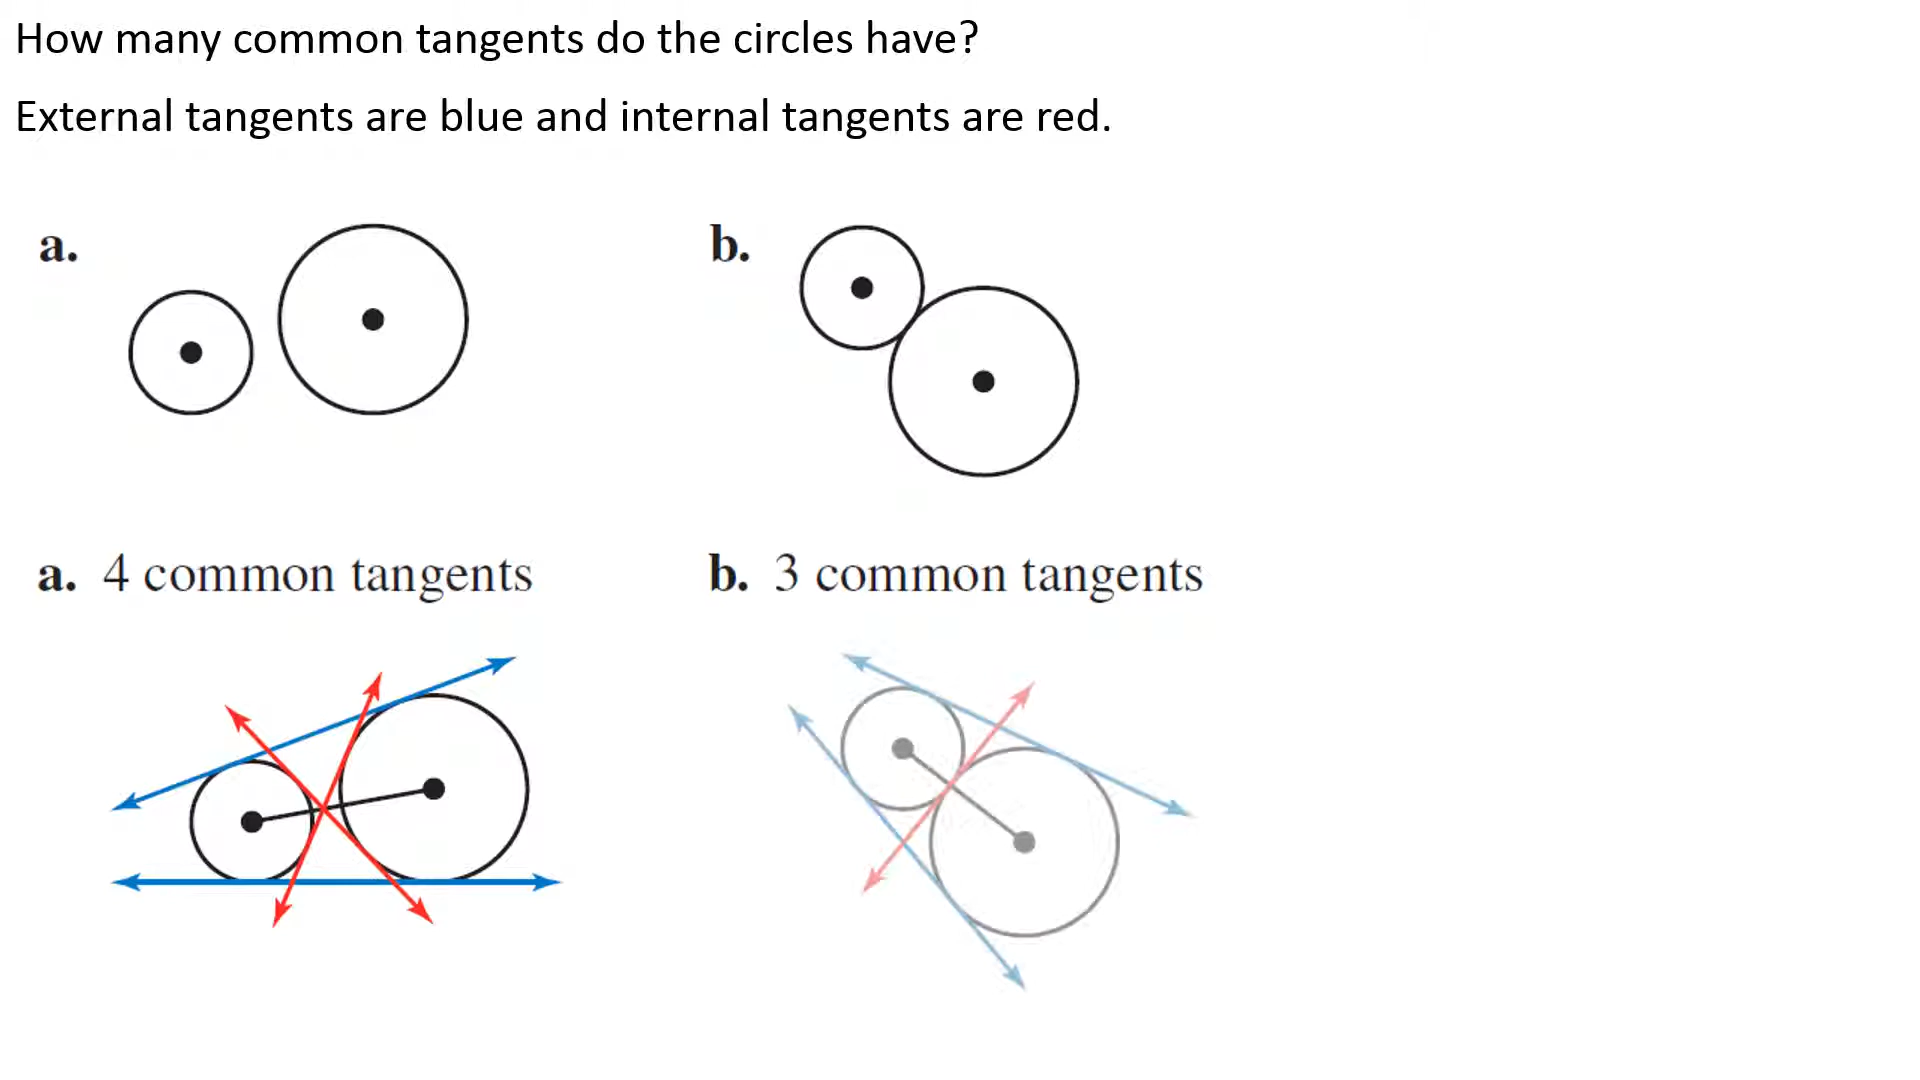 How many common tangents do the circles have?
External tangents are blue and internal tangents are red.
a.
b.
a. 4 common tangents
b. 3 common tangents